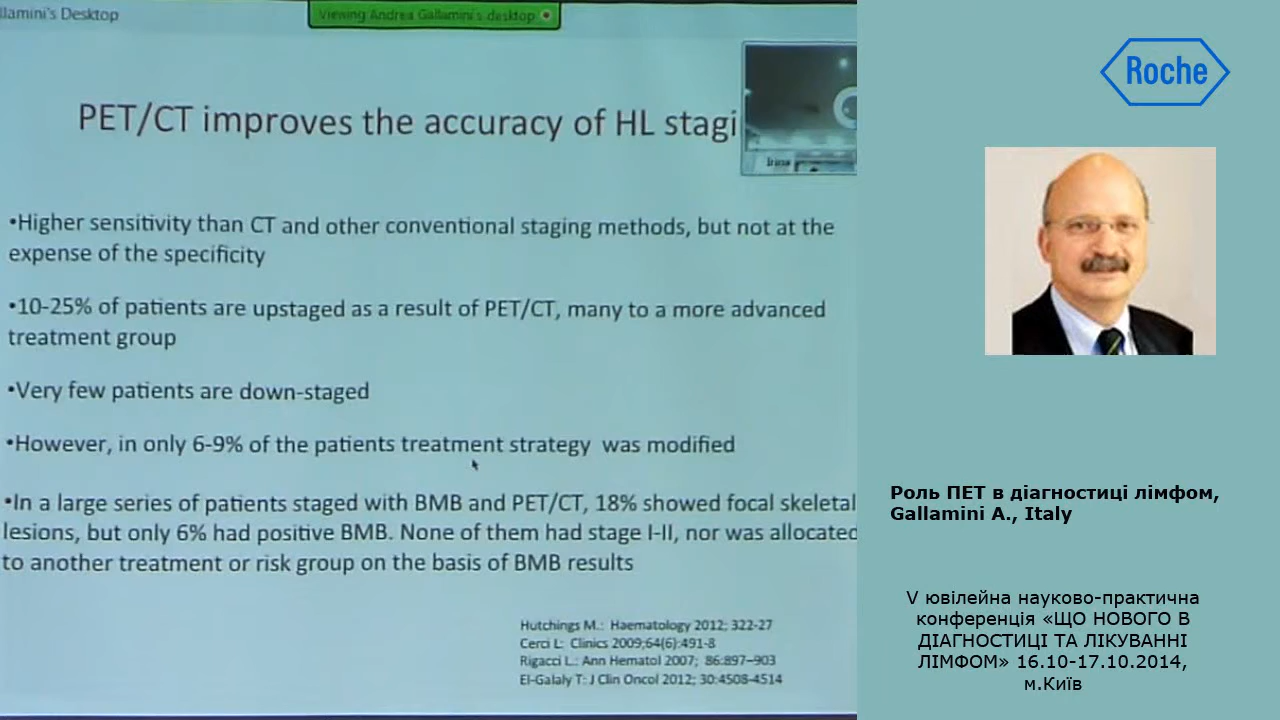 llamini's Desktop
Viewing Andrea Gallamini's desktop
PET/CT improves the accuracy of HL stagi
Irina
•Higher sensitivity than CT and other conventional staging methods, but not at the
expense of the specificity
•10-25% of patients are upstaged as a result of PET/CT, many to a more advanced
treatment group
•Very few patients are down-staged
•However, in only 6-9% of the patients treatment strategy was modified
•In a large series of patients staged with BMB and PET/CT, 18% showed focal skeletal
lesions, but only 6% had positive BMB. None of them had stage I-II, nor was allocated
to another treatment or risk group on the basis of BMB results
Hutchings M.: Haematology 2012; 322-27
Cerci L: Clinics 2009;64(6):491-8
Rigacci L.: Ann Hematol 2007; 86:897–903
El-Galaly T: J Clin Oncol 2012; 30:4508-4514
Roche
Роль ПЕТ в діагностиці лімфом,
Gallamini A., Italy
V ювілейна науково-практична
конференція «ЩО НОВОГО В
ДІАГНОСТИЦІ ТА ЛІКУВАННІ
ЛІМФОМ» 16.10-17.10.2014,
м.Київ